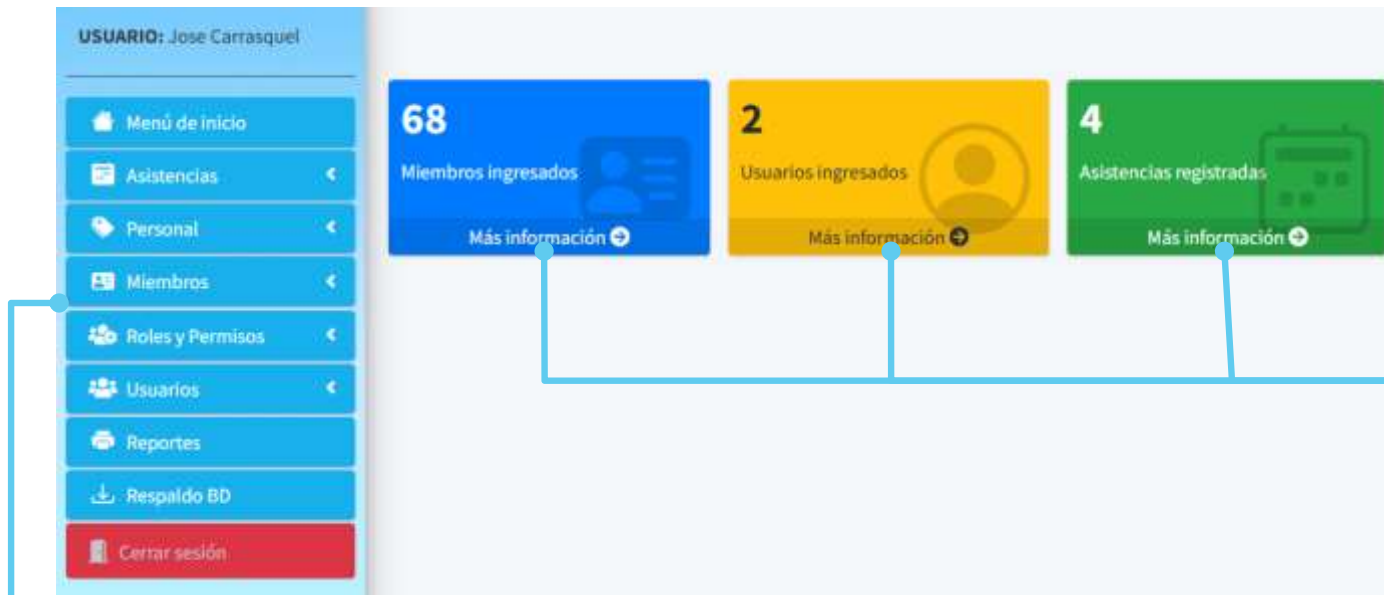 USUARIO: Jose Carrasquel
Menú de inicio
Asistencias
Personal
Miembros
Roles y Permisos
Usuarios
Reportes
Respaldo BD
Cerrar sesión
68
Miembros ingresados
Más información
2
Usuarios ingresados
Más información
4
Asistencias registradas
Más información